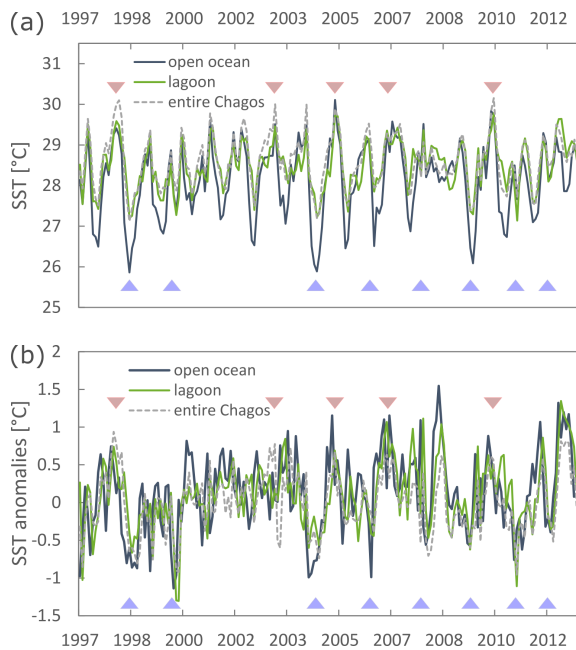 1997 1998 2000 2002 2003 2005 2007 2008 2010 2012
(a)
open ocean
lagoon
entire Chagos
31
30
29
28
27
26
25
SST [°C]
(b)
open ocean
lagoon
entire Chagos
2
1.5
1
0.5
0
-0.5
-1
-1.5
SST anomalies [°C]
1997 1998 2000 2002 2003 2005 2007 2008 2010 2012